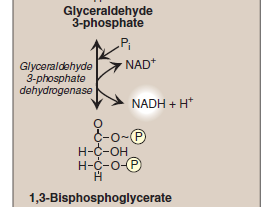 Glyceraldehyde
3-phosphate
Pi
Glyceraldehyde
3-phosphate
dehydrogenase
NAD+
NADH + H+
O
C-O~P
H-C-OH
H-C-O-P
H
1,3-Bisphosphoglycerate